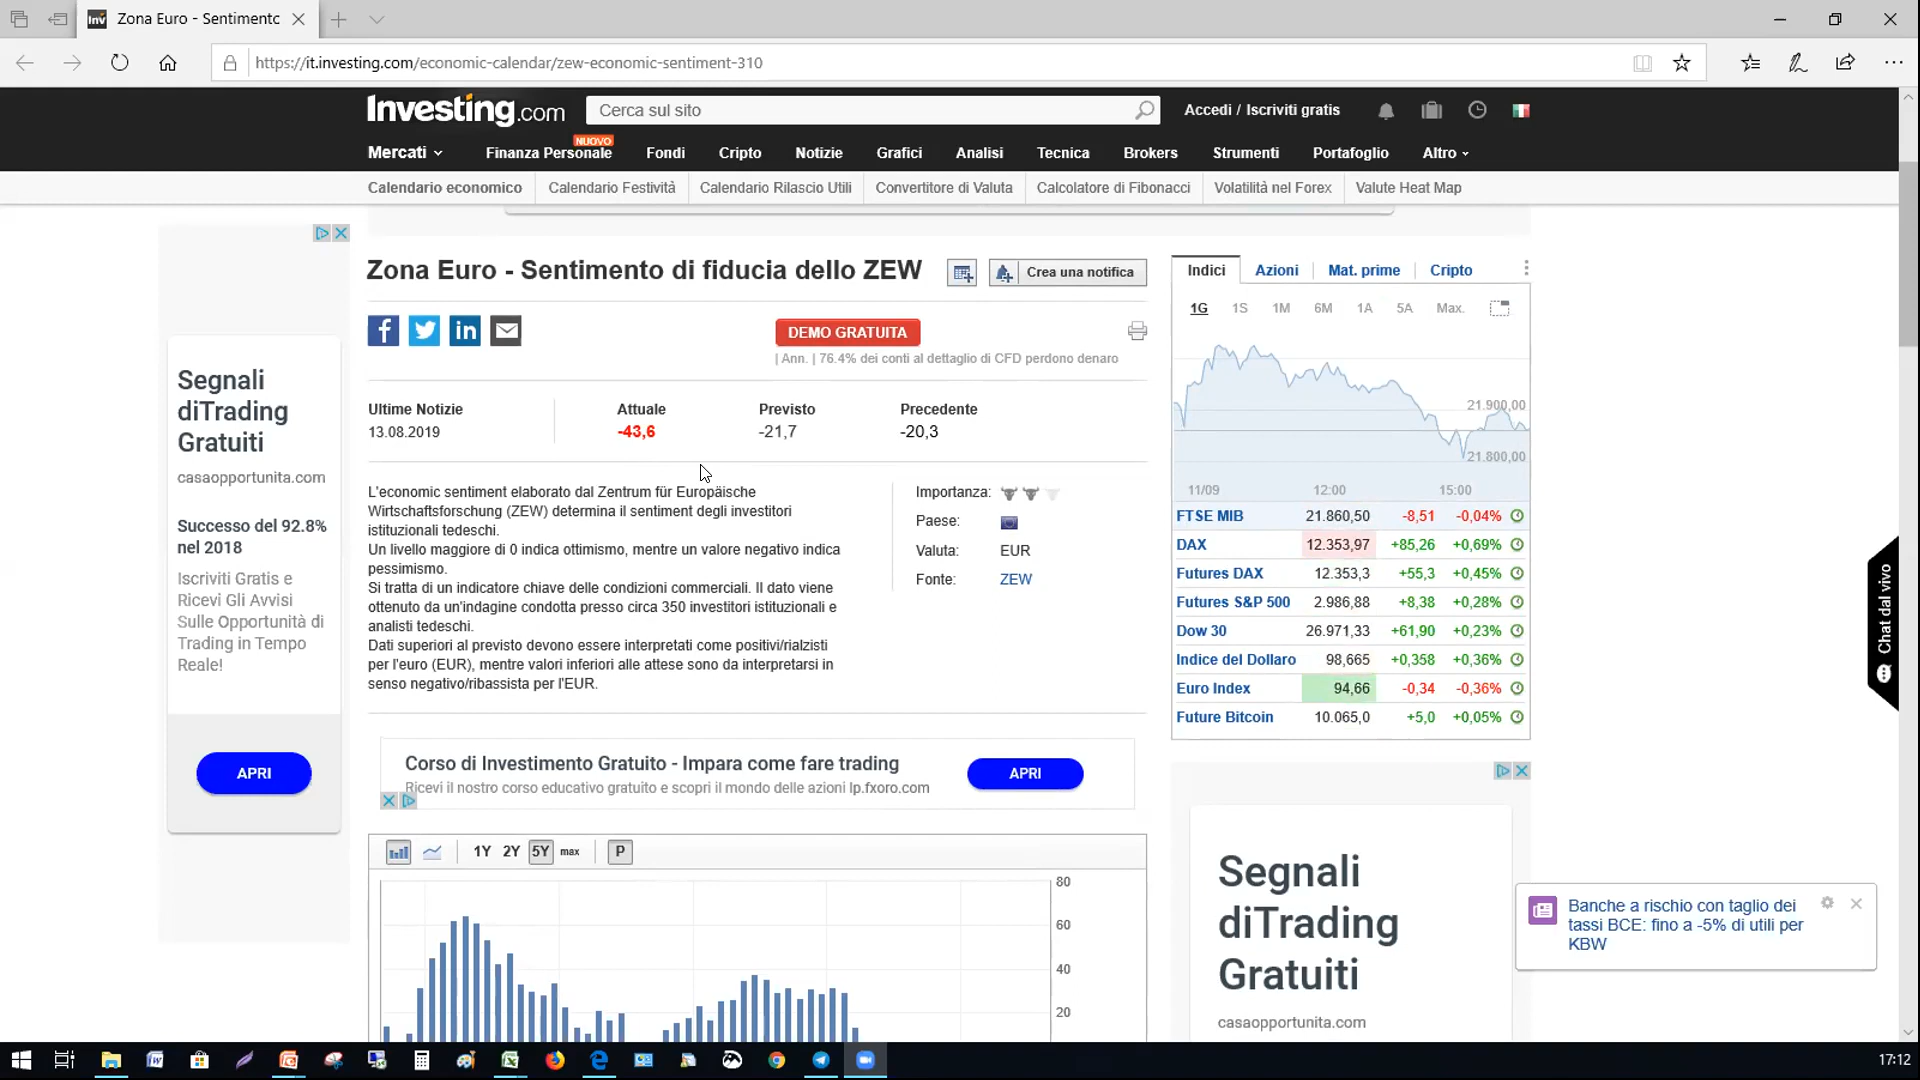 Zona Euro - Sentimentc
https://it.investing.com/economic-calendar/zew-economic-sentiment-310
Investing.com
Cerca sul sito
Accedi / Iscriviti gratis
NUOVO
Mercati
Finanza Personale
Fondi
Cripto
Notizie
Grafici
Analisi
Tecnica
Brokers
Strumenti
Portafoglio
Altro
Calendario economico
Calendario Festività
Calendario Rilascio Utili
Convertitore di Valuta
Calcolatore di Fibonacci
Volatilità nel Forex
Valute Heat Map
Zona Euro - Sentimento di fiducia dello ZEW
Crea una notifica
DEMO GRATUITA
| Ann. | 76.4% dei conti al dettaglio di CFD perdono denaro
Ultime Notizie
13.08.2019
Attuale
-43,6
Previsto
-21,7
Precedente
-20,3
L'economic sentiment elaborato dal Zentrum für Europäische
Wirtschaftsforschung (ZEW) determina il sentiment degli investitori
istituzionali tedeschi.
Un livello maggiore di 0 indica ottimismo, mentre un valore negativo indica
pessimismo.
Si tratta di un indicatore chiave delle condizioni commerciali. Il dato viene
ottenuto da un'indagine condotta presso circa 350 investitori istituzionali e
analisti tedeschi.
Dati superiori al previsto devono essere interpretati come positivi/rialzisti
per l'euro (EUR), mentre valori inferiori alle attese sono da interpretarsi in
senso negativo/ribassista per l'EUR.
Importanza:
Paese:
Valuta: EUR
Fonte: ZEW
Corso di Investimento Gratuito - Impara come fare trading
Ricevi il nostro corso educativo gratuito e scopri il mondo delle azioni lp.fxoro.com
APRI
1Y 2Y 5Y max P
80
60
40
20
Segnali
diTrading
Gratuiti
casaopportunita.com
Successo del 92.8%
nel 2018
Iscriviti Gratis e
Ricevi Gli Avvisi
Sulle Opportunità di
Trading in Tempo
Reale!
APRI
Indici
Azioni
Mat. prime
Cripto
1G 1S 1M 6M 1A 5A Max.
21.900,00
21.800,00
11/09 12:00 15:00
FTSE MIB 21.860,50 -8,51 -0,04%
DAX 12.353,97 +85,26 +0,69%
Futures DAX 12.353,3 +55,3 +0,45%
Futures S&P 500 2.986,88 +8,38 +0,28%
Dow 30 26.971,33 +61,90 +0,23%
Indice del Dollaro 98,665 +0,358 +0,36%
Euro Index 94,66 -0,34 -0,36%
Future Bitcoin 10.065,0 +5,0 +0,05%
Segnali
diTrading
Gratuiti
casaopportunita.com
Chat dal vivo
Banche a rischio con taglio dei
tassi BCE: fino a -5% di utili per
KBW
17:12